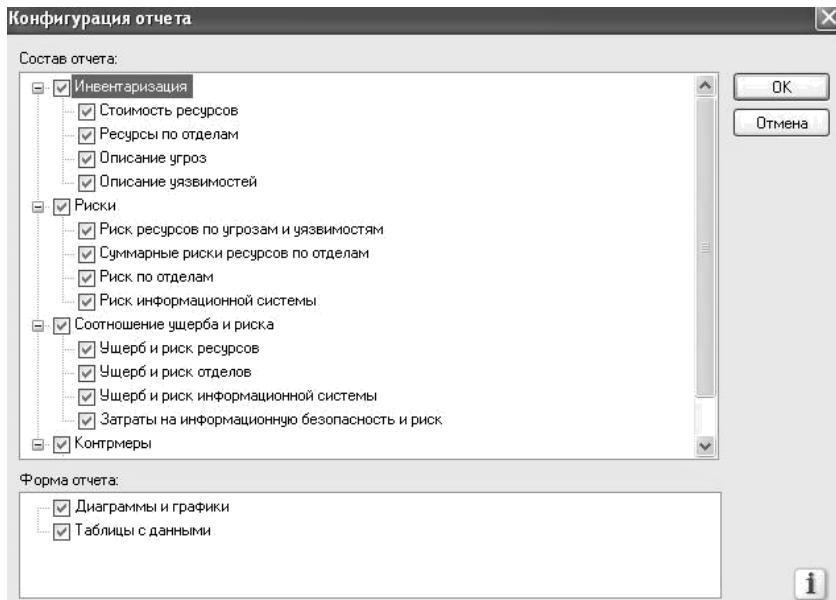 Конфигурация отчета
Состав отчета:
Инвентаризация
Стоимость ресурсов
Ресурсы по отделам
Описание угроз
Описание уязвимостей
Риски
Риск ресурсов по угрозам и уязвимостям
Суммарные риски ресурсов по отделам
Риск по отделам
Риск информационной системы
Соотношение ущерба и риска
Ущерб и риск ресурсов
Ущерб и риск отделов
Ущерб и риск информационной системы
Затраты на информационную безопасность и риск
Контрмеры
OK
Отмена
Форма отчета:
Диаграммы и графики
Таблицы с данными